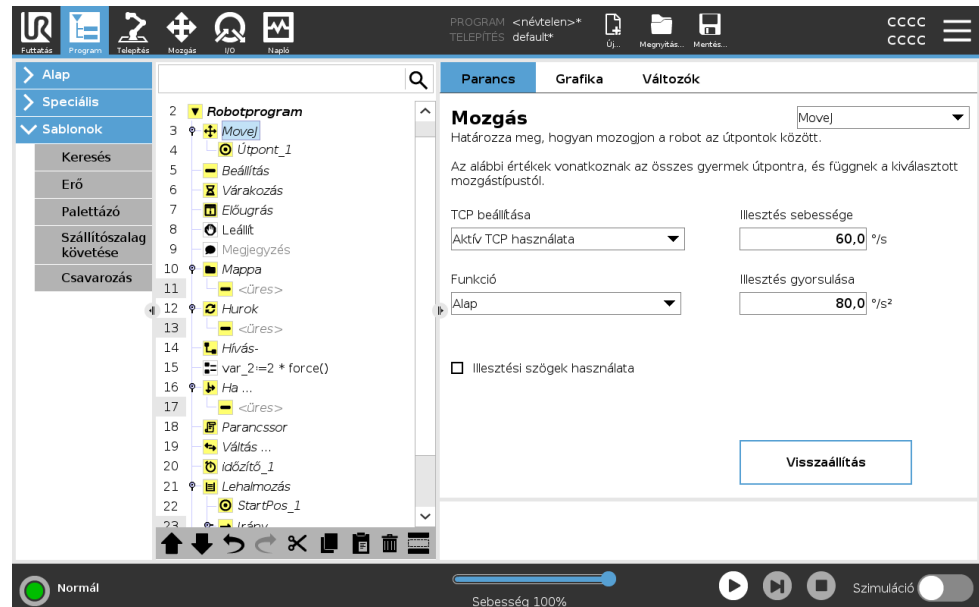 UR
Futtatás
Program
Telepítés
Mozgás
I/O
Napló
PROGRAM <névtelen>*
TELEPÍTÉS default*
Új...
Megnyitás...
Mentés...
CCCC
CCCC
Alap
Speciális
Sablonok
Keresés
Erő
Palettázó
Szállítószalag
követése
Csavarozás
2 Robotprogram
3 MoveJ
4 Útpont_1
5 Beállítás
6 Várakozás
7 Előugrás
8 Leállít
9 Megjegyzés
10 Mappa
11 <üres>
12 Hurok
13 <üres>
14 Hívás-
15 var_2:=2 * force()
16 Ha ...
17 <üres>
18 Parancssor
19 Váltás ...
20 időzítő_1
21 Lehalmozás
22 StartPos_1
23 Irány
Parancs
Grafika
Változók
Mozgás
MoveJ
Határozza meg, hogyan mozogjon a robot az útpontok között.
Az alábbi értékek vonatkoznak az összes gyermek útpontra, és függnek a kiválasztott
mozgástípustól.
TCP beállítása
Illesztés sebessége
Aktív TCP használata
60,0 °/s
Funkció
Illesztés gyorsulása
Alap
80,0 °/s²
Illesztési szögek használata
Visszaállítás
Normál
Sebesség 100%
Szimuláció